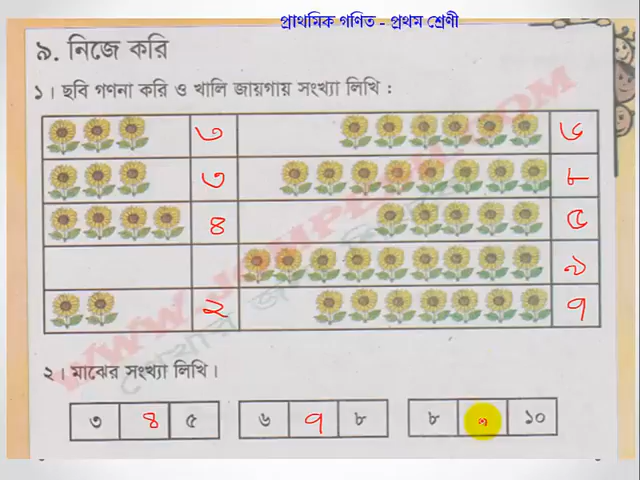 প্রাথমিক গণিত - প্রথম শ্রেণী
৯. নিজে করি
১। ছবি গণনা করি ও খালি জায়গায় সংখ্যা লিখি :
৩ ৬
৩ ৮
৪ ৫
৯
২ ৭
২। মাঝের সংখ্যা লিখি।
৩ ৪ ৫ ৬ ৭ ৮ ৮ ৯ ১০